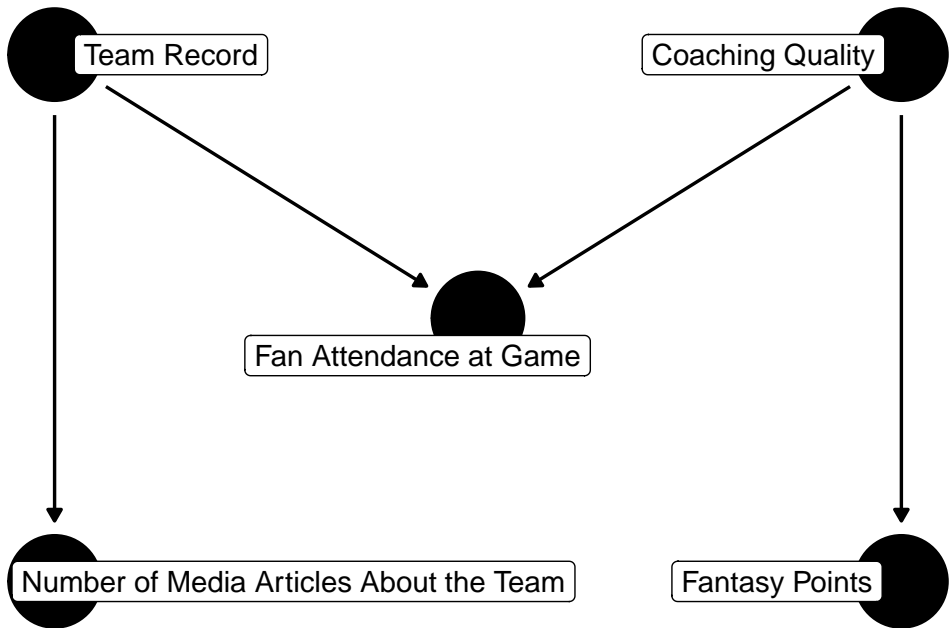 Team Record
Coaching Quality
Fan Attendance at Game
Number of Media Articles About the Team
Fantasy Points